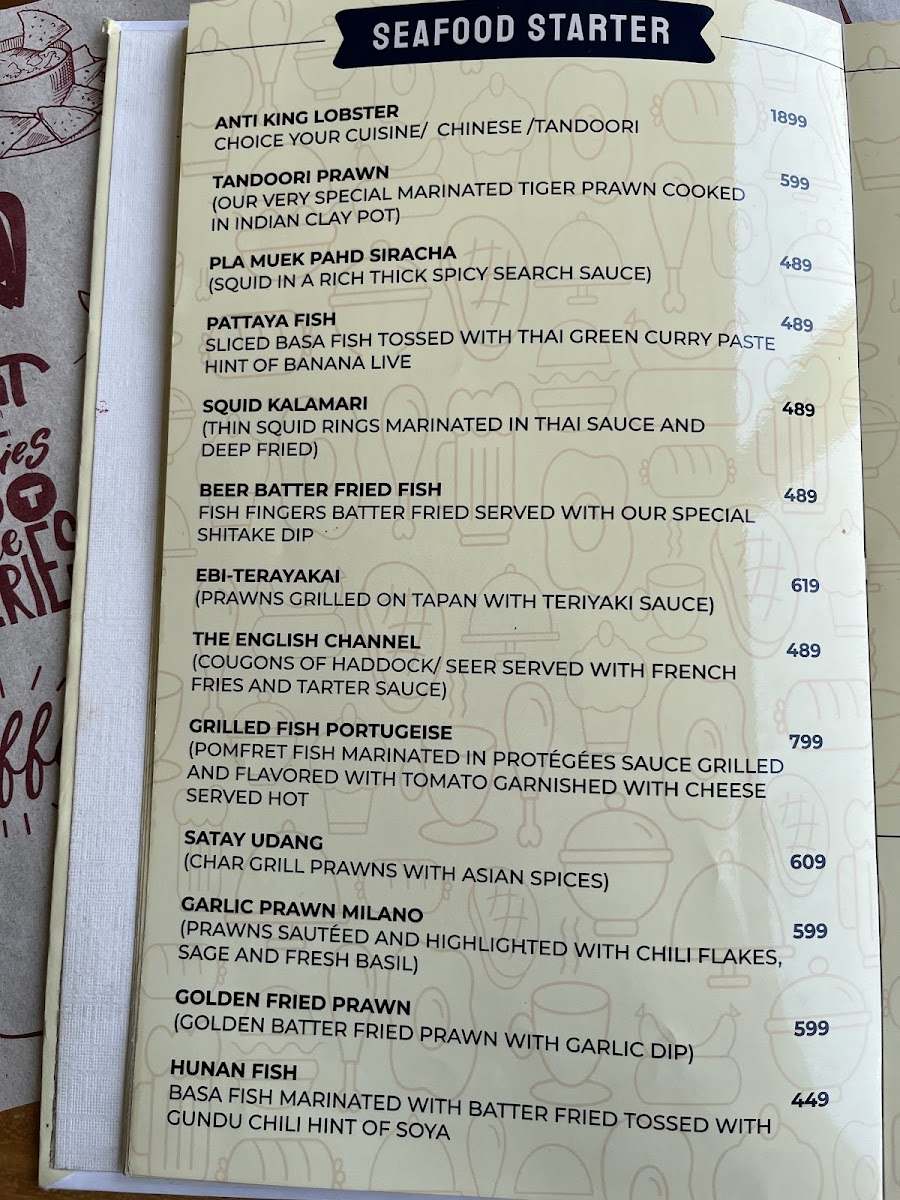 SEAFOOD STARTER
ANTI KING LOBSTER 1899
CHOICE YOUR CUISINE/ CHINESE /TANDOORI
TANDOORI PRAWN 599
(OUR VERY SPECIAL MARINATED TIGER PRAWN COOKED
IN INDIAN CLAY POT)
PLA MUEK PAHD SIRACHA 489
(SQUID IN A RICH THICK SPICY SEARCH SAUCE)
PATTAYA FISH 489
SLICED BASA FISH TOSSED WITH THAI GREEN CURRY PASTE
HINT OF BANANA LIVE
SQUID KALAMARI 489
(THIN SQUID RINGS MARINATED IN THAI SAUCE AND
DEEP FRIED)
BEER BATTER FRIED FISH 489
FISH FINGERS BATTER FRIED SERVED WITH OUR SPECIAL
SHITAKE DIP
EBI-TERAYAKAI 619
(PRAWNS GRILLED ON TAPAN WITH TERIYAKI SAUCE)
THE ENGLISH CHANNEL 489
(COUGONS OF HADDOCK/ SEER SERVED WITH FRENCH
FRIES AND TARTER SAUCE)
GRILLED FISH PORTUGEISE 799
(POMFRET FISH MARINATED IN PROTÉGÉES SAUCE GRILLED
AND FLAVORED WITH TOMATO GARNISHED WITH CHEESE
SERVED HOT
SATAY UDANG 609
(CHAR GRILL PRAWNS WITH ASIAN SPICES)
GARLIC PRAWN MILANO 599
(PRAWNS SAUTÉED AND HIGHLIGHTED WITH CHILI FLAKES,
SAGE AND FRESH BASIL)
GOLDEN FRIED PRAWN 599
(GOLDEN BATTER FRIED PRAWN WITH GARLIC DIP)
HUNAN FISH 449
BASA FISH MARINATED WITH BATTER FRIED TOSSED WITH
GUNDU CHILI HINT OF SOYA